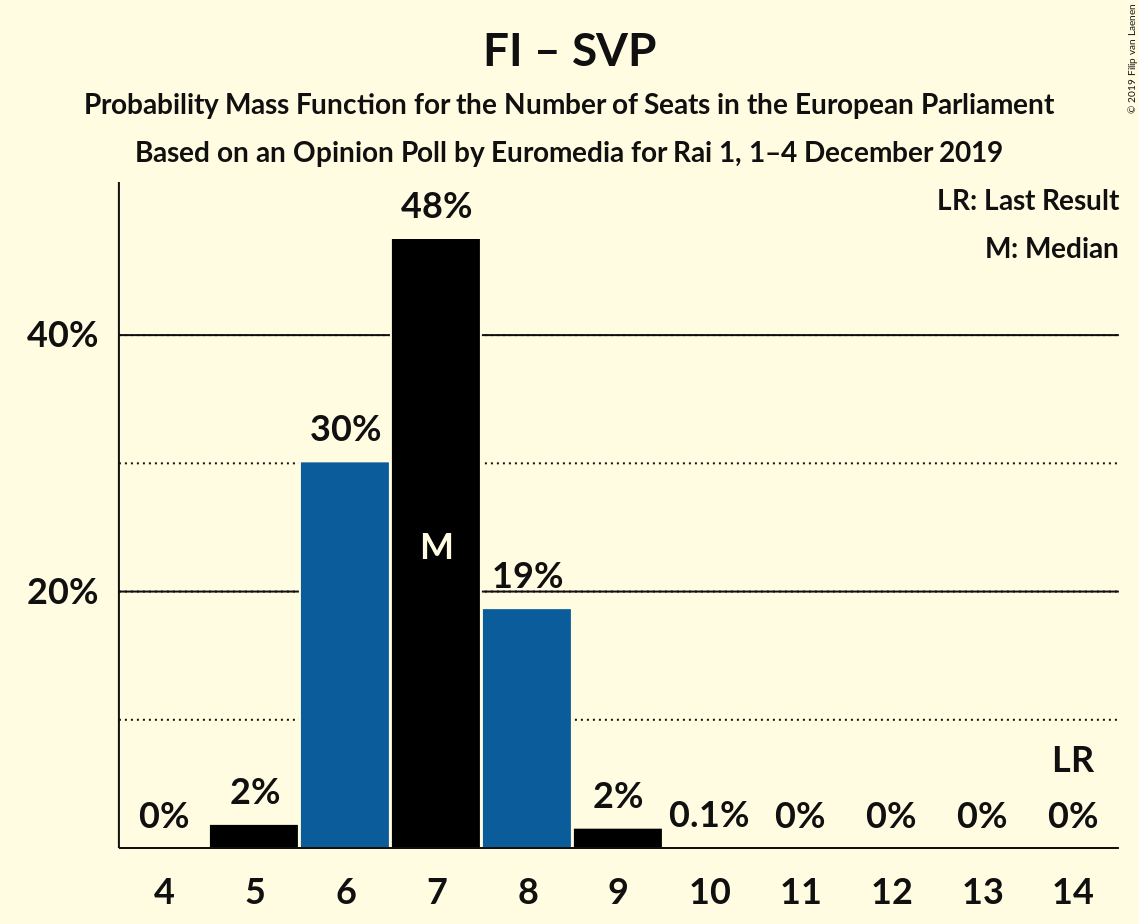 FI – SVP
Probability Mass Function for the Number of Seats in the European Parliament
Based on an Opinion Poll by Euromedia for Rai 1, 1–4 December 2019
© 2019 Filip van Laenen
LR: Last Result
M: Median
48%
40%
30%
M
19%
20%
LR
0%
2%
2%
0.1%
0%
0%
0%
0%
4 5 6 7 8 9 10 11 12 13 14